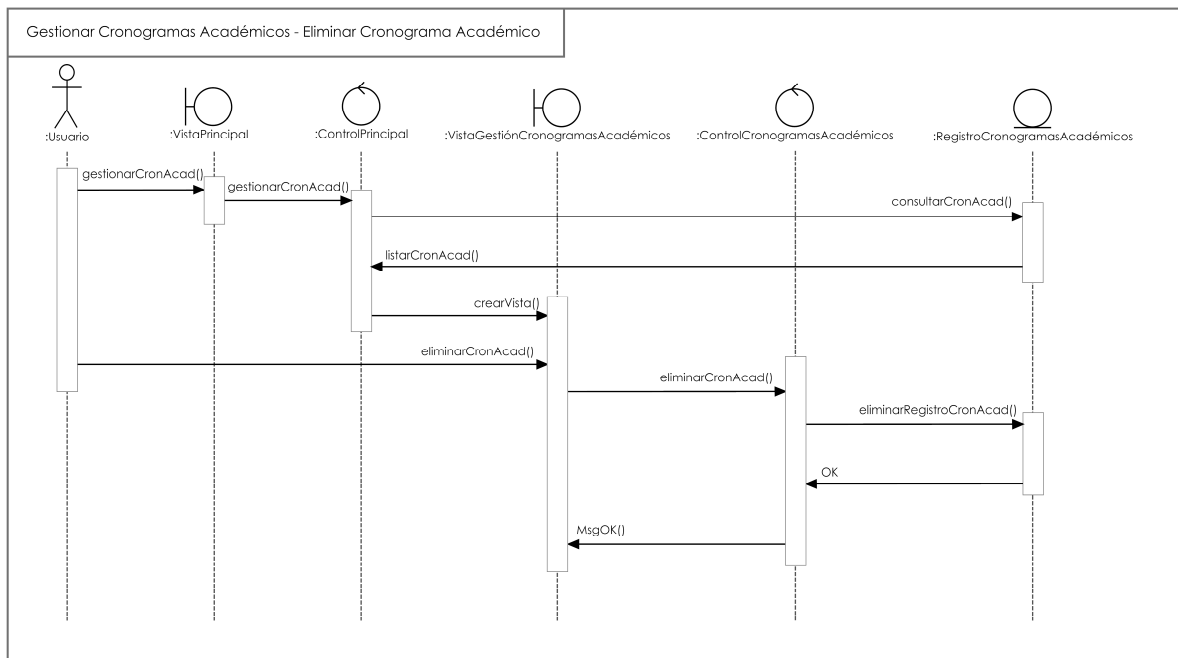 Gestionar Cronogramas Académicos - Eliminar Cronograma Académico
:Usuario
:VistaPrincipal
:ControlPrincipal
:VistaGestiónCronogramasAcadémicos
:ControlCronogramasAcadémicos
:RegistroCronogramasAcadémicos
gestionarCronAcad()
gestionarCronAcad()
consultarCronAcad()
listarCronAcad()
crearVista()
eliminarCronAcad()
eliminarCronAcad()
eliminarRegistroCronAcad()
OK
MsgOK()